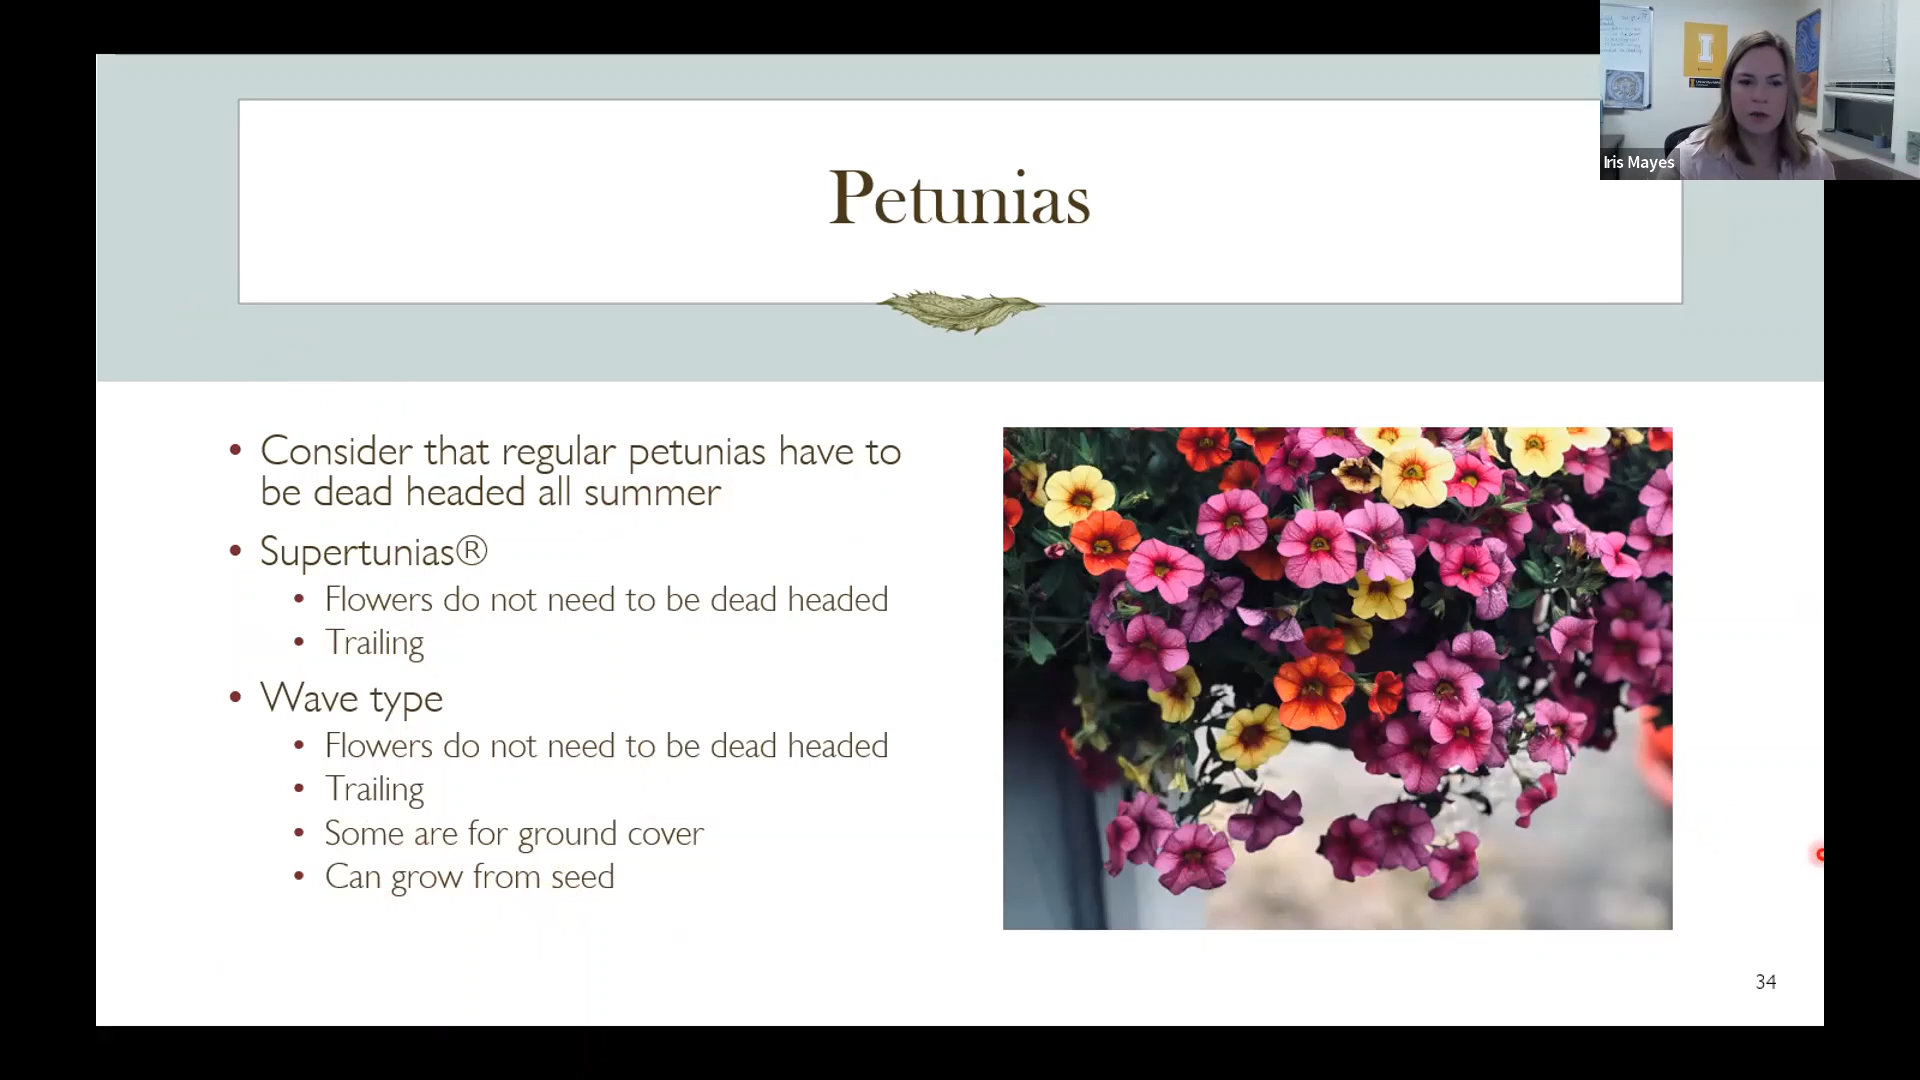 Iris Mayes
Petunias
• Consider that regular petunias have to
be dead headed all summer
• Supertunias®
• Flowers do not need to be dead headed
• Trailing
• Wave type
• Flowers do not need to be dead headed
• Trailing
• Some are for ground cover
• Can grow from seed
34